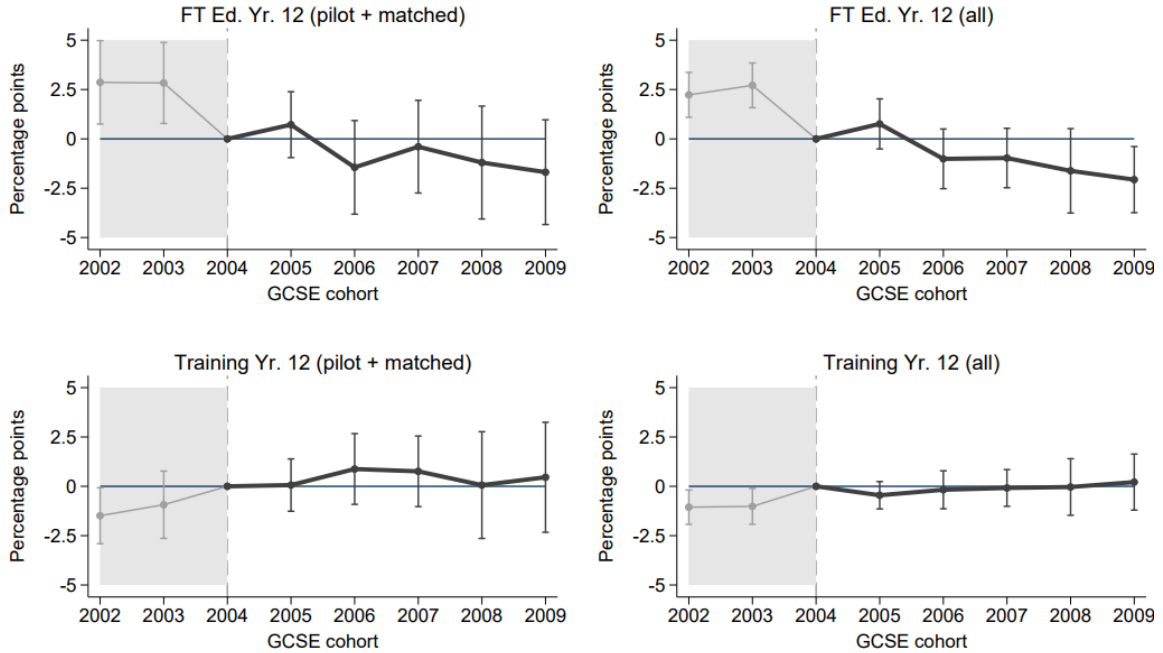 FT Ed. Yr. 12 (pilot + matched)
5
2.5
0
-2.5
-5
Percentage points
2002 2003 2004 2005 2006 2007 2008 2009
GCSE cohort
FT Ed. Yr. 12 (all)
5
2.5
0
-2.5
-5
Percentage points
2002 2003 2004 2005 2006 2007 2008 2009
GCSE cohort
Training Yr. 12 (pilot + matched)
5
2.5
0
-2.5
-5
Percentage points
2002 2003 2004 2005 2006 2007 2008 2009
GCSE cohort
Training Yr. 12 (all)
5
2.5
0
-2.5
-5
Percentage points
2002 2003 2004 2005 2006 2007 2008 2009
GCSE cohort